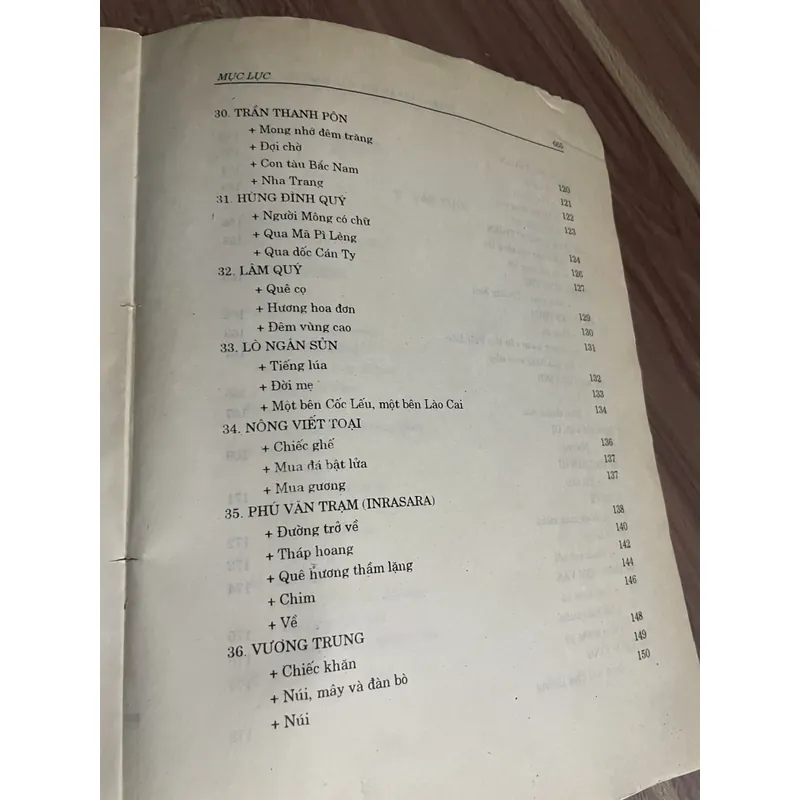 MỤC LỤC
30. TRẦN THANH PÔN
+ Mong nhớ đêm trăng 120
+ Đợi chờ 121
+ Con tàu Bắc Nam 122
+ Nha Trang 123
31. HÙNG ĐÌNH QUÝ
+ Người Mông có chữ 124
+ Qua Mã Pì Lèng 126
+ Qua dốc Cán Ty 127
32. LÂM QUÝ
+ Quê cọ 129
+ Hương hoa đơn 130
+ Đêm vùng cao 131
33. LÒ NGÂN SỦN
+ Tiếng lúa 132
+ Đời mẹ 133
+ Một bên Cốc Lếu, một bên Lào Cai 134
34. NÔNG VIẾT TOẠI
+ Chiếc ghế 136
+ Mua đá bật lửa 137
+ Mua gương 137
35. PHÚ VĂN TRẠM (INRASARA)
+ Đường trở về 138
+ Tháp hoang 140
+ Quê hương thầm lặng 142
+ Chim 144
+ Về 146
36. VƯƠNG TRUNG
+ Chiếc khăn 148
+ Núi, mây và đàn bò 149
+ Núi 150